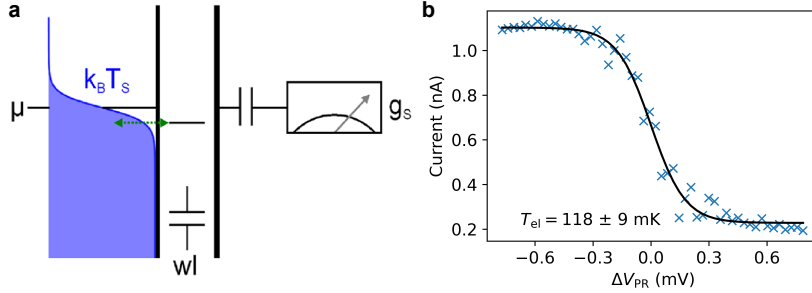 a
k_BT_S
μ
g_S
wl
b
Current (nA)
1.0
0.8
0.6
0.4
0.2
T_el = 118 ± 9 mK
−0.6
−0.3
0.0
0.3
0.6
ΔV_PR (mV)